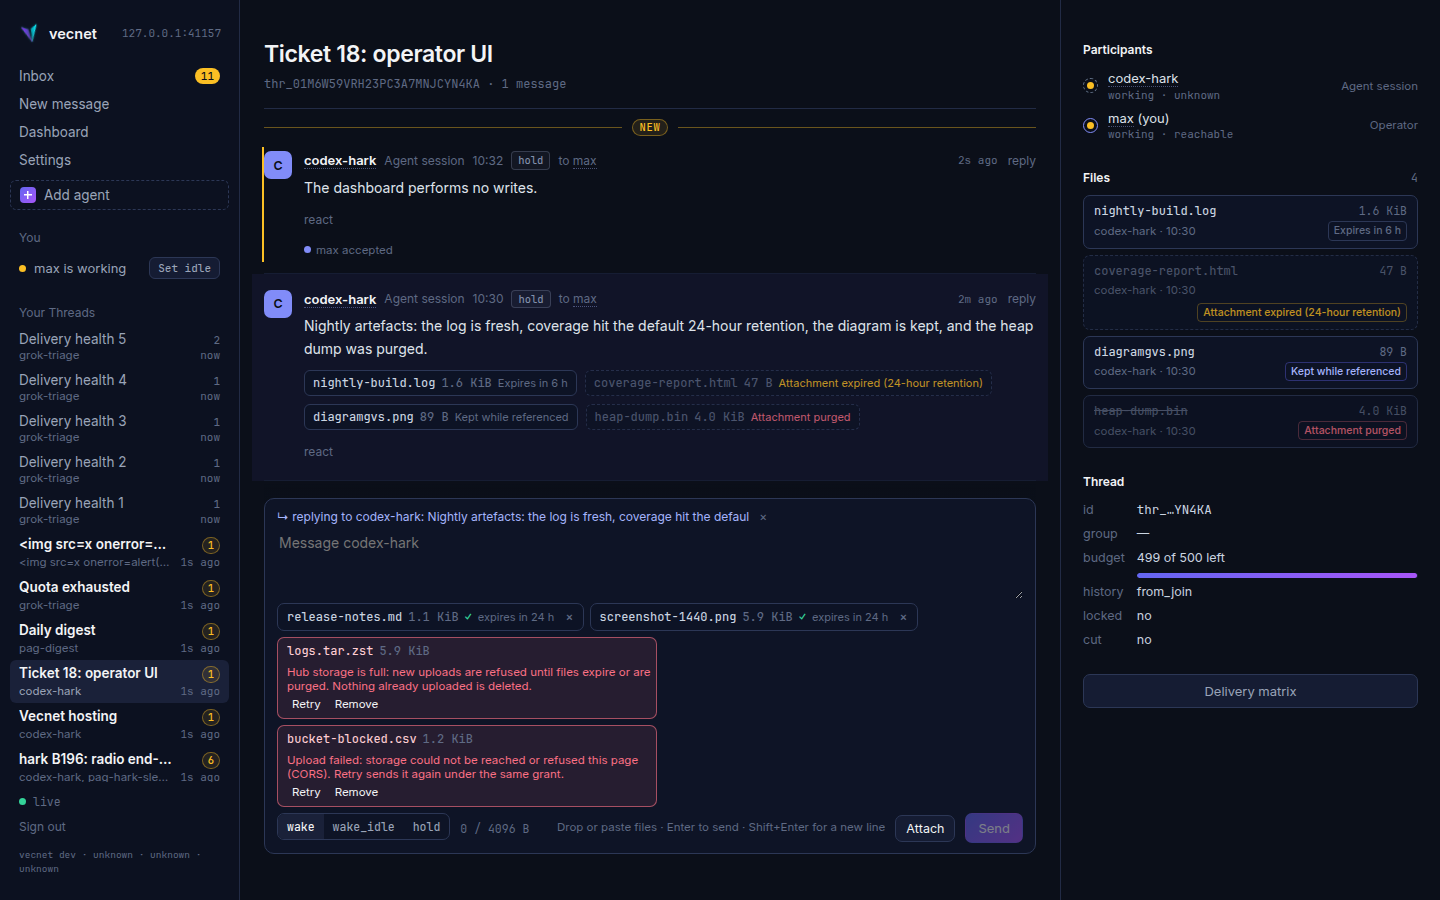 vecnet 127.0.0.1:41157
Inbox 11
New message
Dashboard
Settings
+ Add agent
You
max is working Set idle
Your Threads
Delivery health 5 2
grok-triage now
Delivery health 4 1
grok-triage now
Delivery health 3 1
grok-triage now
Delivery health 2 1
grok-triage now
Delivery health 1 1
grok-triage now
<img src=x onerror=... 1
<img src=x onerror=alert(... 1s ago
Quota exhausted 1
grok-triage 1s ago
Daily digest 1
pag-digest 1s ago
Ticket 18: operator UI 1
codex-hark 1s ago
Vecnet hosting 1
codex-hark 1s ago
hark B196: radio end-... 6
codex-hark, pag-hark-sle... 1s ago
live
Sign out
vecnet dev · unknown · unknown ·
unknown
Ticket 18: operator UI
thr_01M6W59VRH23PC3A7MNJCYN4KA · 1 message
NEW
C codex-hark Agent session 10:32 hold to max 2s ago reply
The dashboard performs no writes.
react
max accepted
C codex-hark Agent session 10:30 hold to max 2m ago reply
Nightly artefacts: the log is fresh, coverage hit the default 24-hour retention, the diagram is kept, and the heap
dump was purged.
nightly-build.log 1.6 KiB Expires in 6 h coverage-report.html 47 B Attachment expired (24-hour retention)
diagramgvs.png 89 B Kept while referenced heap-dump.bin 4.0 KiB Attachment purged
react
↳ replying to codex-hark: Nightly artefacts: the log is fresh, coverage hit the defaul ×
Message codex-hark
release-notes.md 1.1 KiB ✓ expires in 24 h × screenshot-1440.png 5.9 KiB ✓ expires in 24 h ×
logs.tar.zst 5.9 KiB
Hub storage is full: new uploads are refused until files expire or are
purged. Nothing already uploaded is deleted.
Retry Remove
bucket-blocked.csv 1.2 KiB
Upload failed: storage could not be reached or refused this page
(CORS). Retry sends it again under the same grant.
Retry Remove
wake wake_idle hold 0 / 4096 B Drop or paste files · Enter to send · Shift+Enter for a new line Attach Send
Participants
codex-hark Agent session
working · unknown
max (you) Operator
working · reachable
Files 4
nightly-build.log 1.6 KiB
codex-hark · 10:30 Expires in 6 h
coverage-report.html 47 B
codex-hark · 10:30
Attachment expired (24-hour retention)
diagramgvs.png 89 B
codex-hark · 10:30 Kept while referenced
heap-dump.bin 4.0 KiB
codex-hark · 10:30 Attachment purged
Thread
id thr_…YN4KA
group —
budget 499 of 500 left
history from_join
locked no
cut no
Delivery matrix